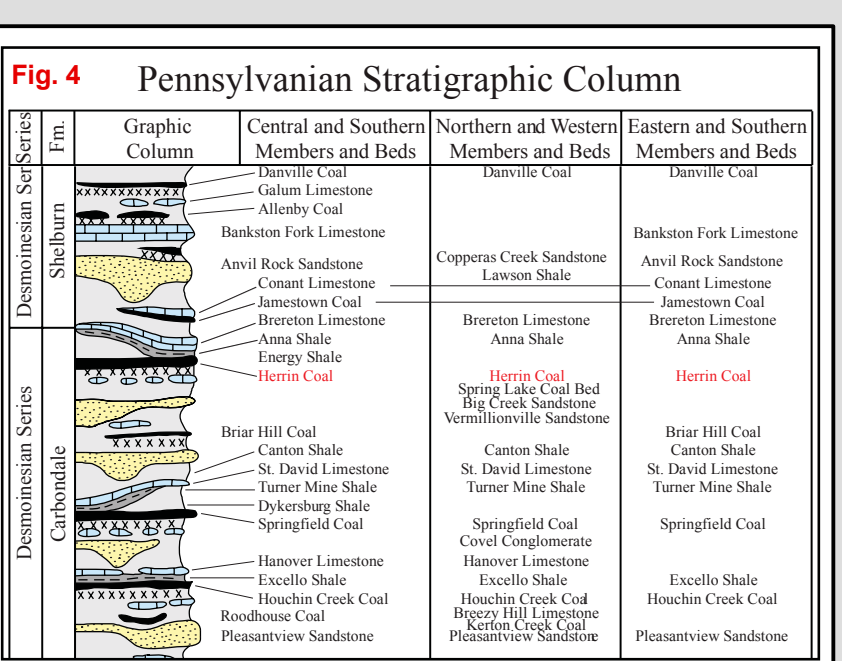 Fig. 4
Pennsylvanian Stratigraphic Column
Series
Fm.
Graphic
Column
Central and Southern
Members and Beds
Northern and Western
Members and Beds
Eastern and Southern
Members and Beds
Desmoinesian Ser
Shelburn
Desmoinesian Series
Carbondale
Danville Coal
Galum Limestone
Allenby Coal
Bankston Fork Limestone
Anvil Rock Sandstone
Conant Limestone
Jamestown Coal
Brereton Limestone
Anna Shale
Energy Shale
Herrin Coal
Briar Hill Coal
Canton Shale
St. David Limestone
Turner Mine Shale
Dykersburg Shale
Springfield Coal
Hanover Limestone
Excello Shale
Houchin Creek Coal
Roodhouse Coal
Pleasantview Sandstone
Danville Coal
Copperas Creek Sandstone
Lawson Shale
Brereton Limestone
Anna Shale
Herrin Coal
Spring Lake Coal Bed
Big Creek Sandstone
Vermillionville Sandstone
Canton Shale
St. David Limestone
Turner Mine Shale
Springfield Coal
Covel Conglomerate
Hanover Limestone
Excello Shale
Houchin Creek Coal
Breezy Hill Limestone
Kerton Creek Coal
Pleasantview Sandstone
Danville Coal
Bankston Fork Limestone
Anvil Rock Sandstone
Conant Limestone
Jamestown Coal
Brereton Limestone
Anna Shale
Herrin Coal
Briar Hill Coal
Canton Shale
St. David Limestone
Turner Mine Shale
Springfield Coal
Excello Shale
Houchin Creek Coal
Pleasantview Sandstone